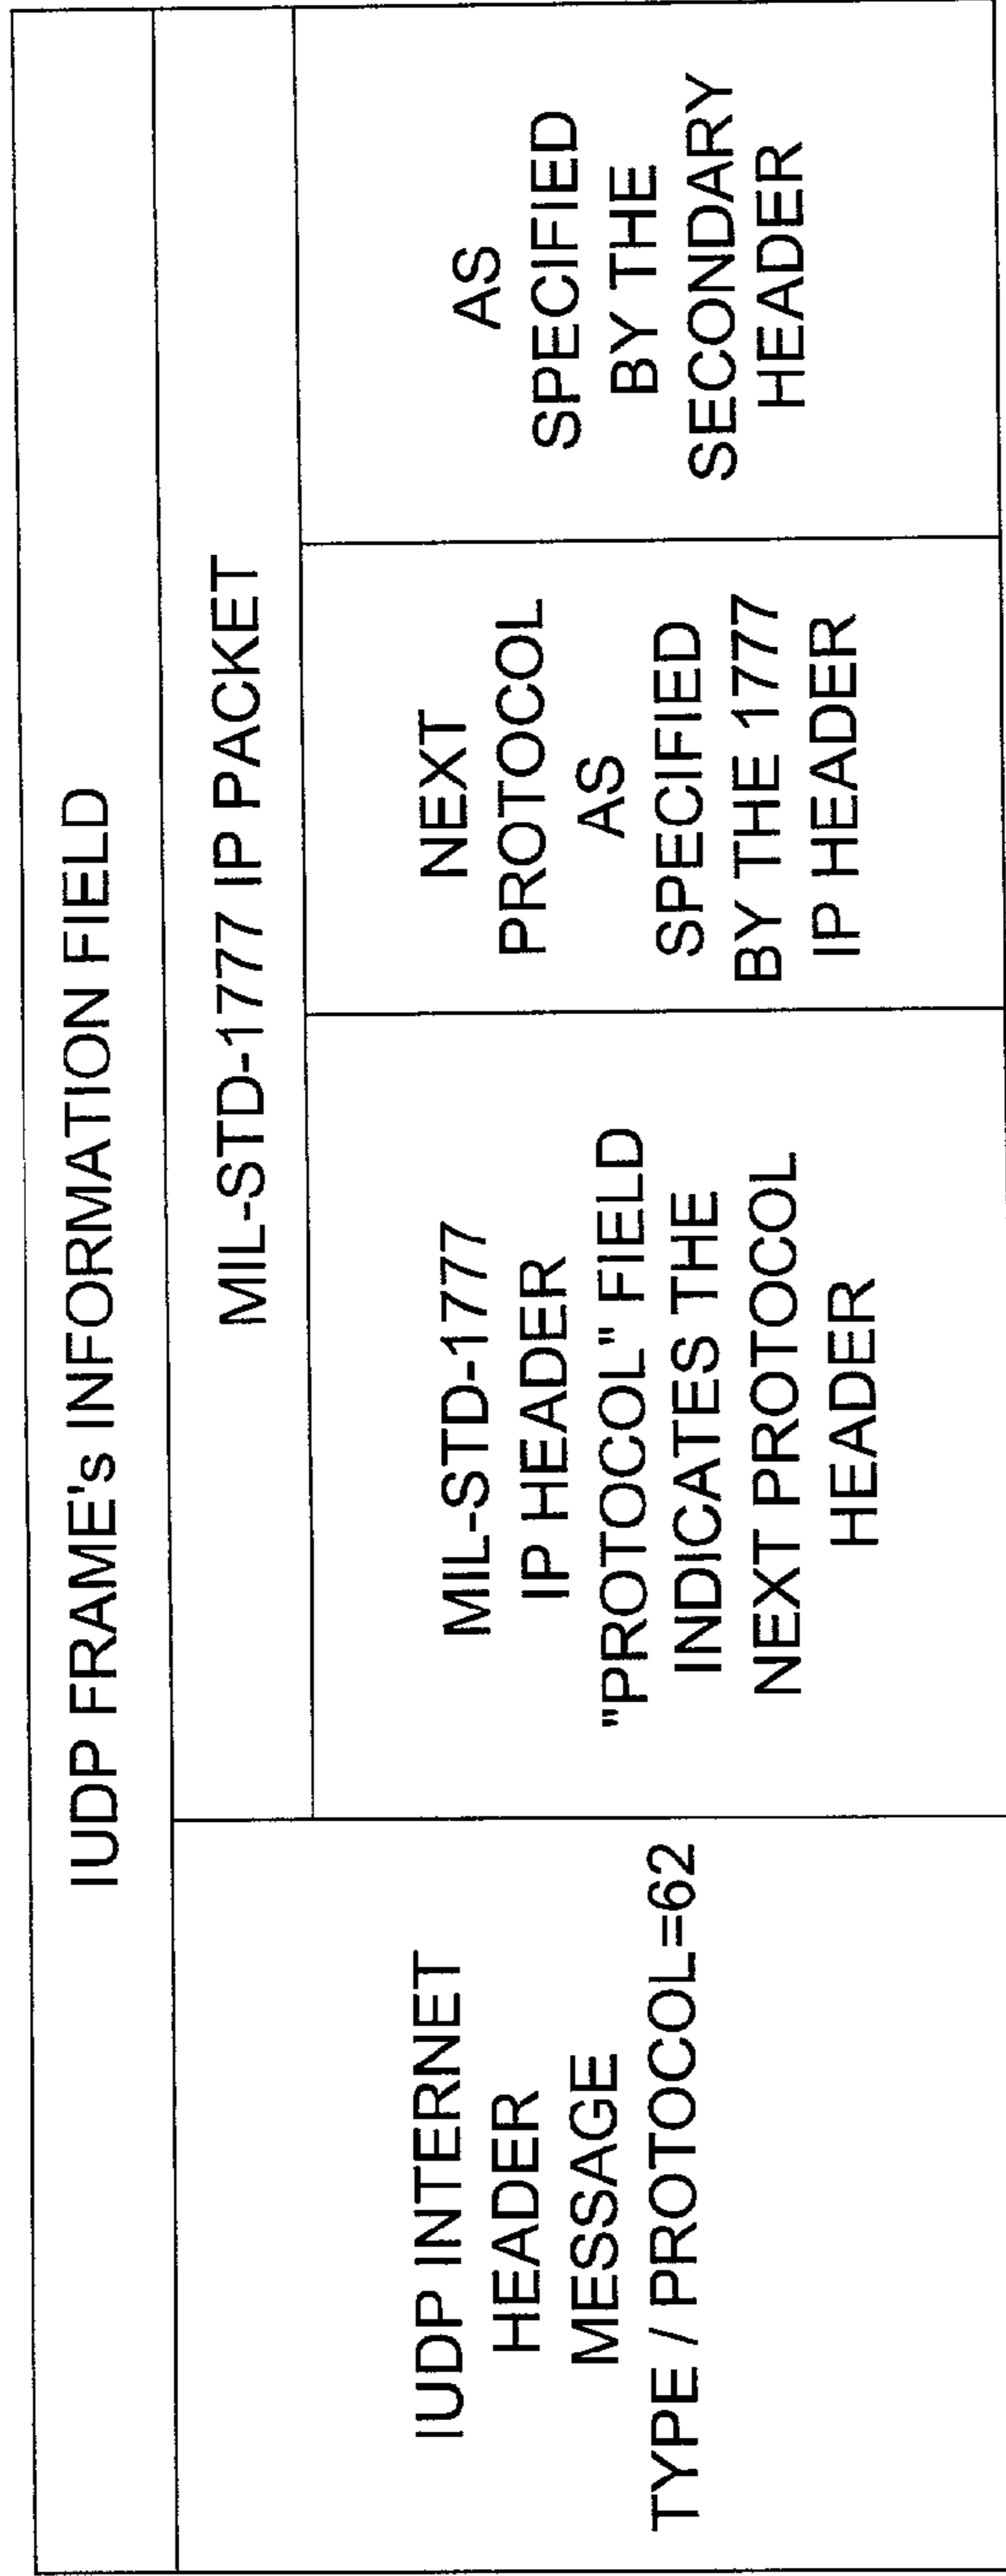 IUDP FRAME's INFORMATION FIELD
MIL-STD-1777 IP PACKET
IUDP INTERNET
HEADER
MESSAGE
TYPE / PROTOCOL=62
MIL-STD-1777
IP HEADER
"PROTOCOL" FIELD
INDICATES THE
NEXT PROTOCOL
HEADER
NEXT
PROTOCOL
AS
SPECIFIED
BY THE 1777
IP HEADER
AS
SPECIFIED
BY THE
SECONDARY
HEADER